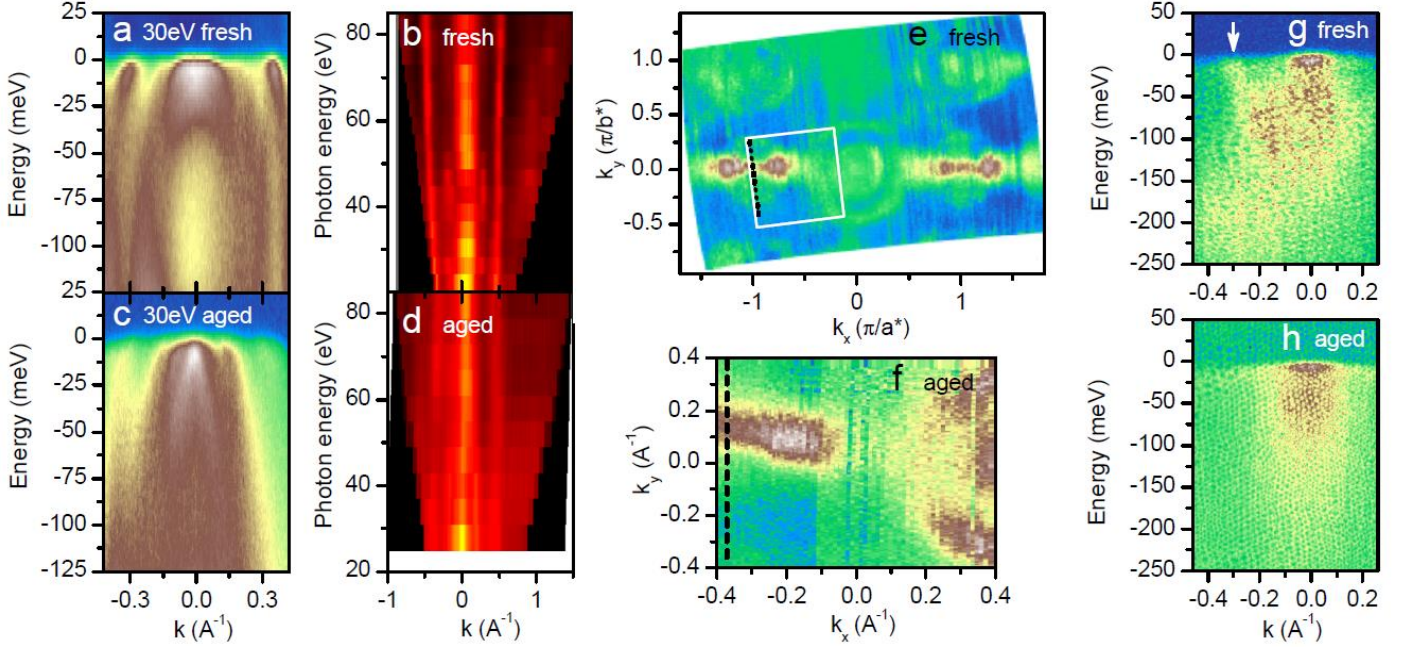 a 30eV fresh
25
0
-25
-50
-75
-100
Energy (meV)
b fresh
80
60
40
Photon energy (eV)
c 30eV aged
25
0
-25
-50
-75
-100
-125
Energy (meV)
-0.3 0.0 0.3
k (A⁻¹)
d aged
80
60
40
20
Photon energy (eV)
-1 0 1
k (A⁻¹)
e fresh
1.0
0.5
0.0
-0.5
k_y (π/b*)
-1 0 1
k_x (π/a*)
f aged
0.4
0.2
0.0
-0.2
-0.4
k_y (A⁻¹)
-0.4 -0.2 0.0 0.2 0.4
k_x (A⁻¹)
g fresh
50
0
-50
-100
-150
-200
-250
Energy (meV)
-0.4 -0.2 0.0 0.2
h aged
50
0
-50
-100
-150
-200
-250
Energy (meV)
-0.4 -0.2 0.0 0.2
k (A⁻¹)